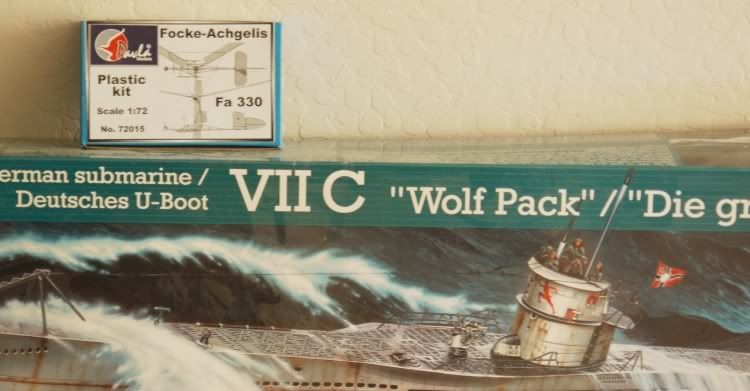 Pavla
Models
Focke-Achgelis
Plastic
kit
Scale 1:72
Fa 330
No. 72015
erman submarine /
Deutsches U-Boot
VII C
"Wolf Pack" / "Die gr